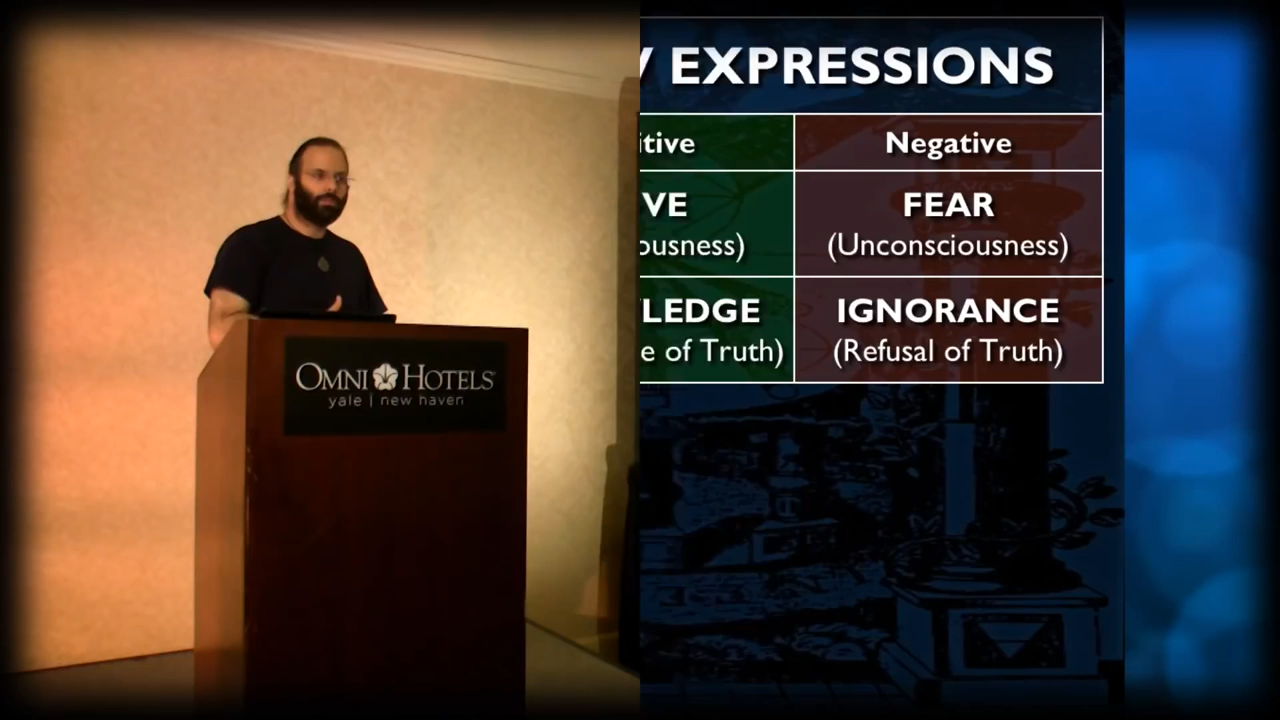 EXPRESSIONS
itive
Negative
VE
FEAR
ousness)
(Unconsciousness)
LEDGE
IGNORANCE
e of Truth)
(Refusal of Truth)
OMNI HOTELS
yale | new haven